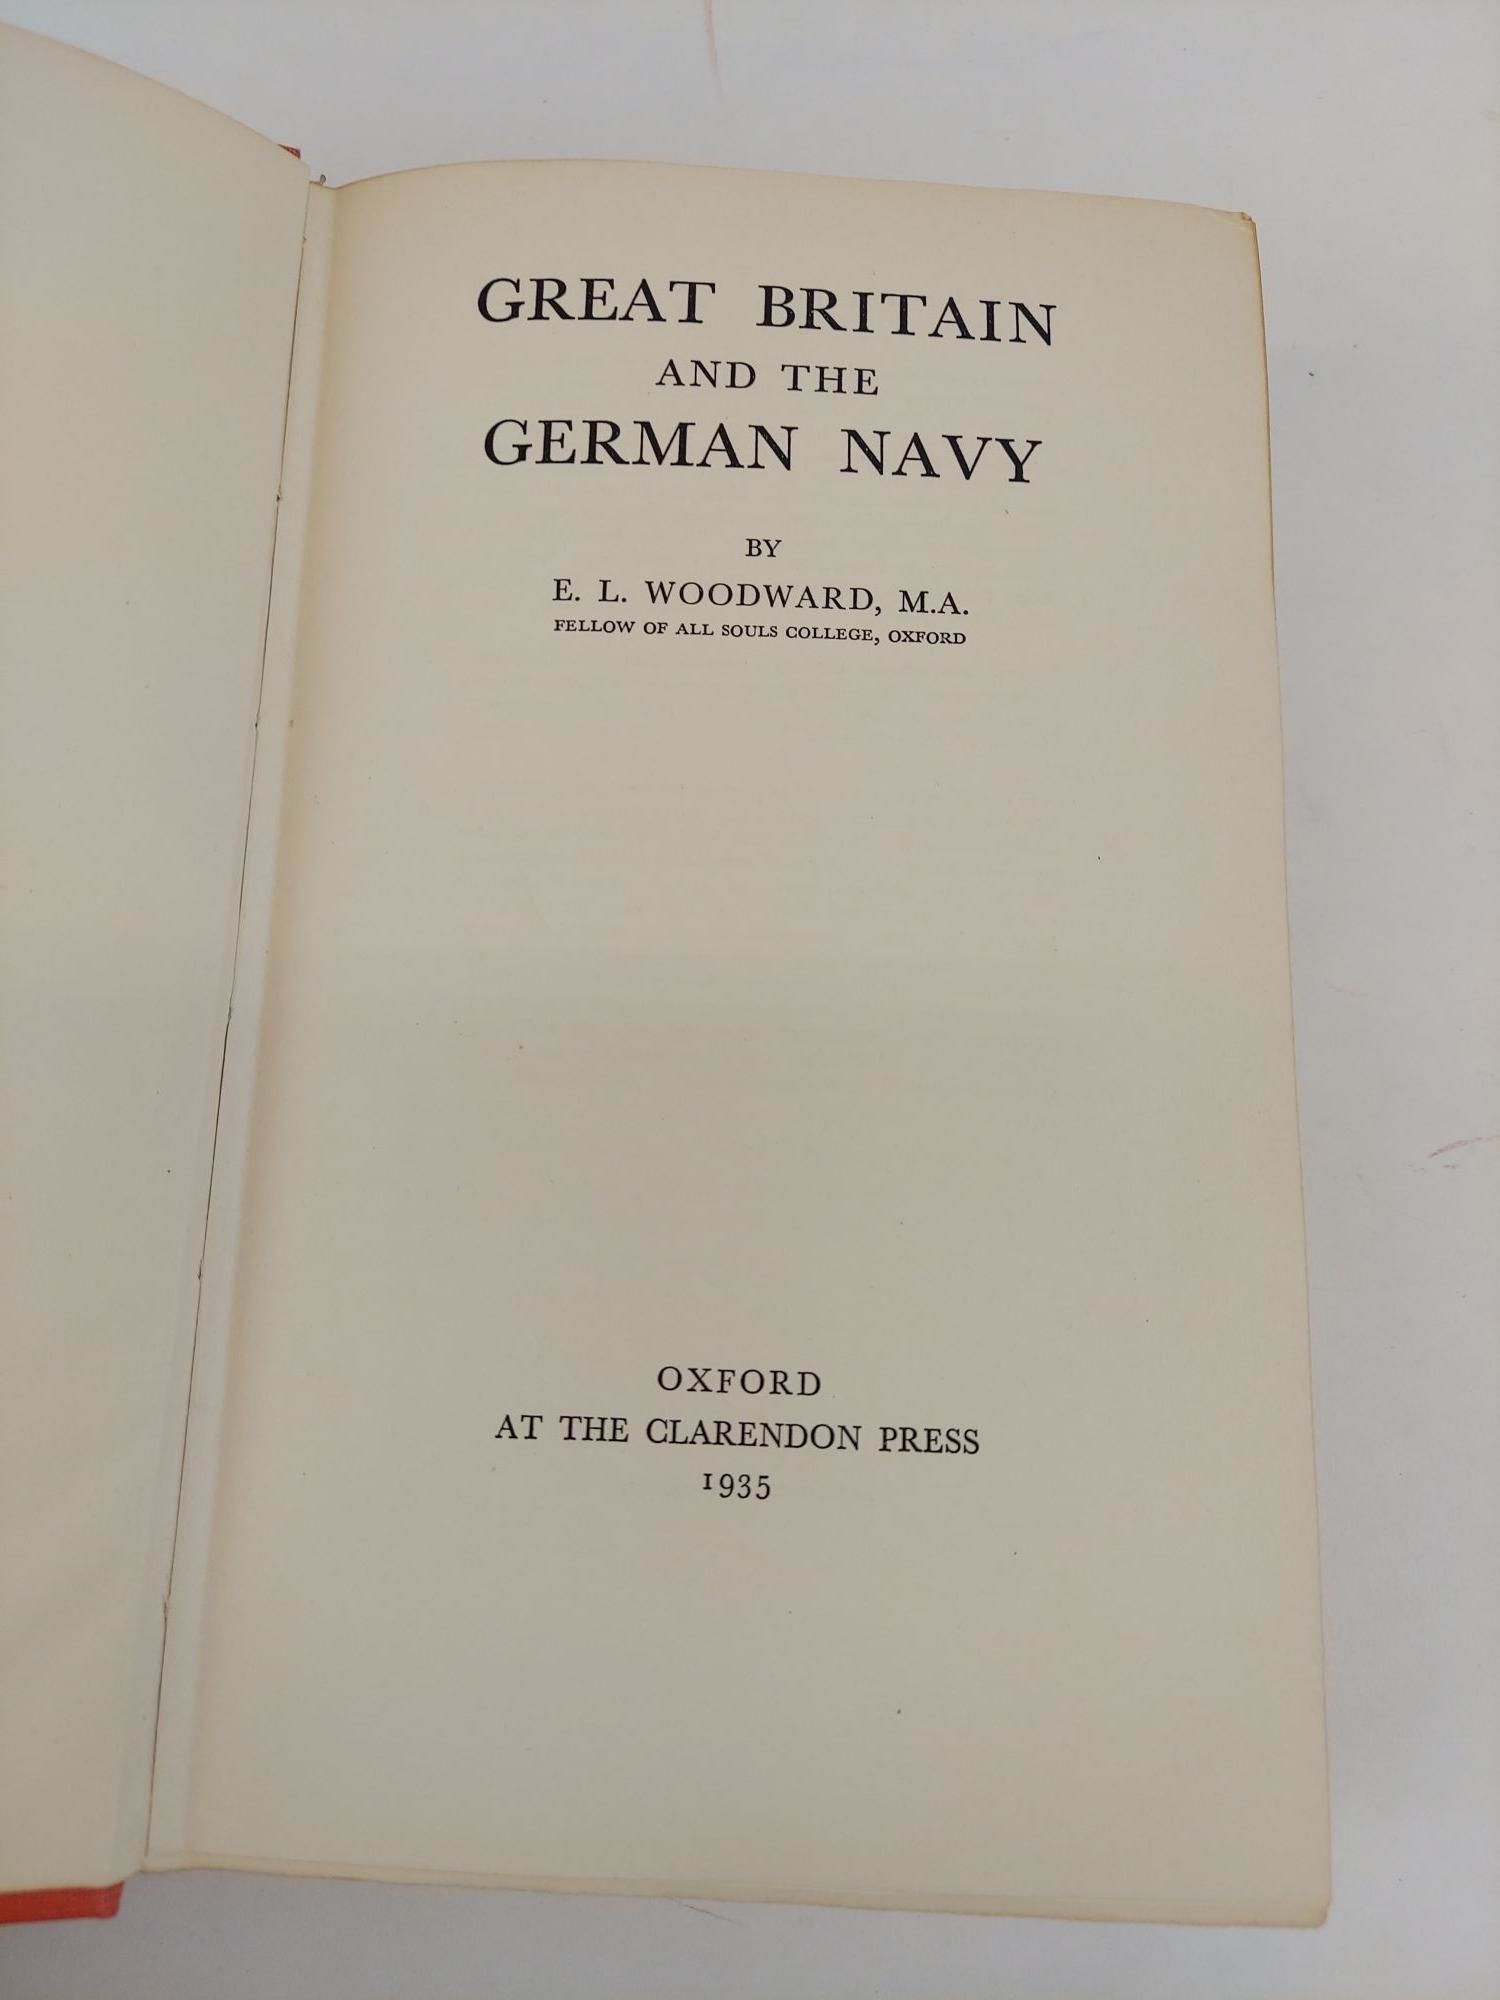 GREAT BRITAIN
AND THE
GERMAN NAVY
BY
E. L. WOODWARD, M.A.
FELLOW OF ALL SOULS COLLEGE, OXFORD
OXFORD
AT THE CLARENDON PRESS
1935